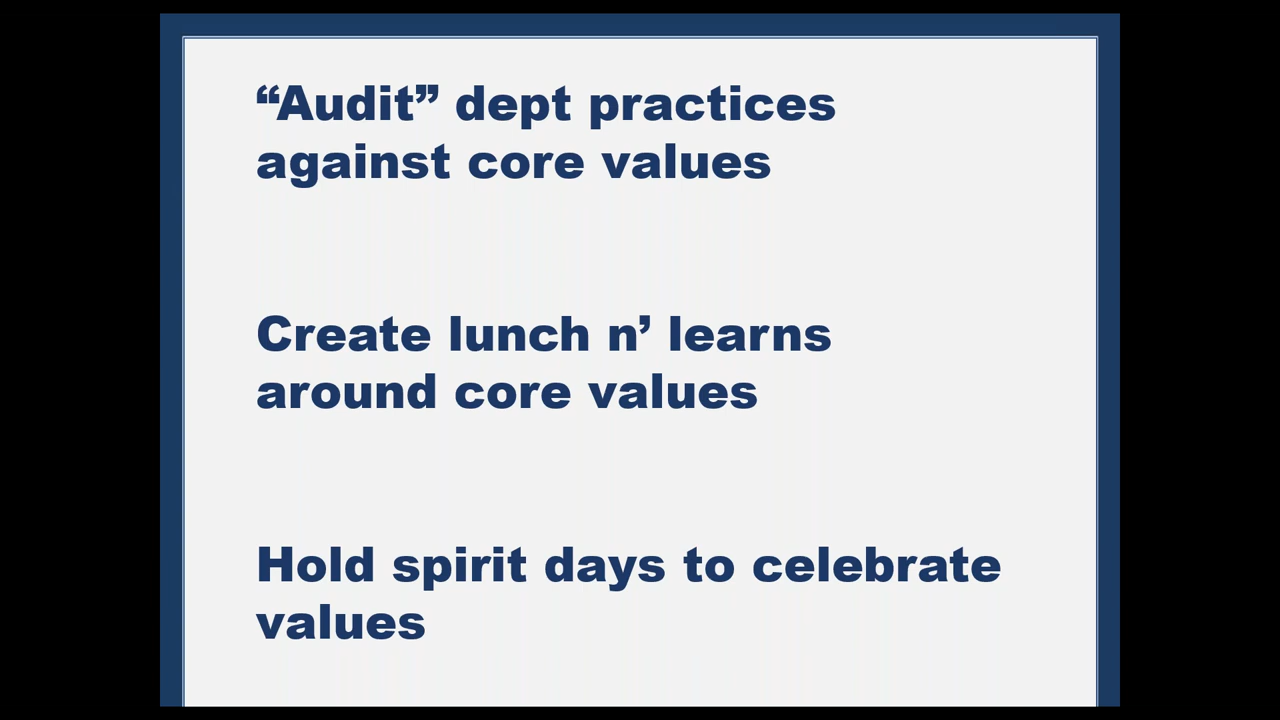 “Audit” dept practices
against core values
Create lunch n’ learns
around core values
Hold spirit days to celebrate
values